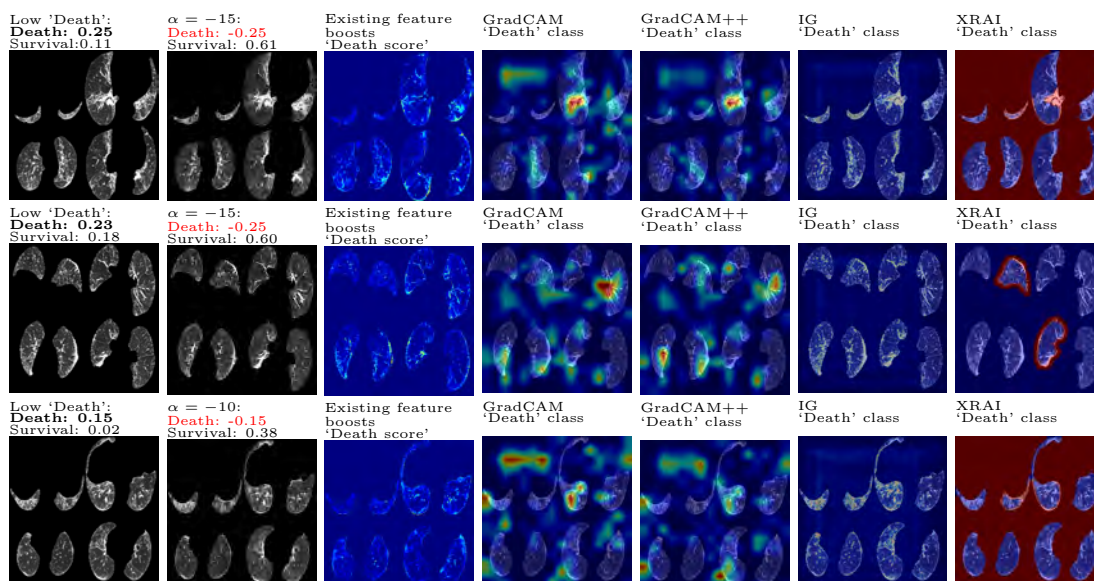 Low 'Death':
Death: 0.25
Survival:0.11
α = −15:
Death: -0.25
Survival: 0.61
Existing feature
boosts
'Death score'
GradCAM
'Death' class
GradCAM++
'Death' class
IG
'Death' class
XRAI
'Death' class
Low 'Death':
Death: 0.23
Survival: 0.18
α = −15:
Death: -0.25
Survival: 0.60
Existing feature
boosts
'Death score'
GradCAM
'Death' class
GradCAM++
'Death' class
IG
'Death' class
XRAI
'Death' class
Low 'Death':
Death: 0.15
Survival: 0.02
α = −10:
Death: -0.15
Survival: 0.38
Existing feature
boosts
'Death score'
GradCAM
'Death' class
GradCAM++
'Death' class
IG
'Death' class
XRAI
'Death' class